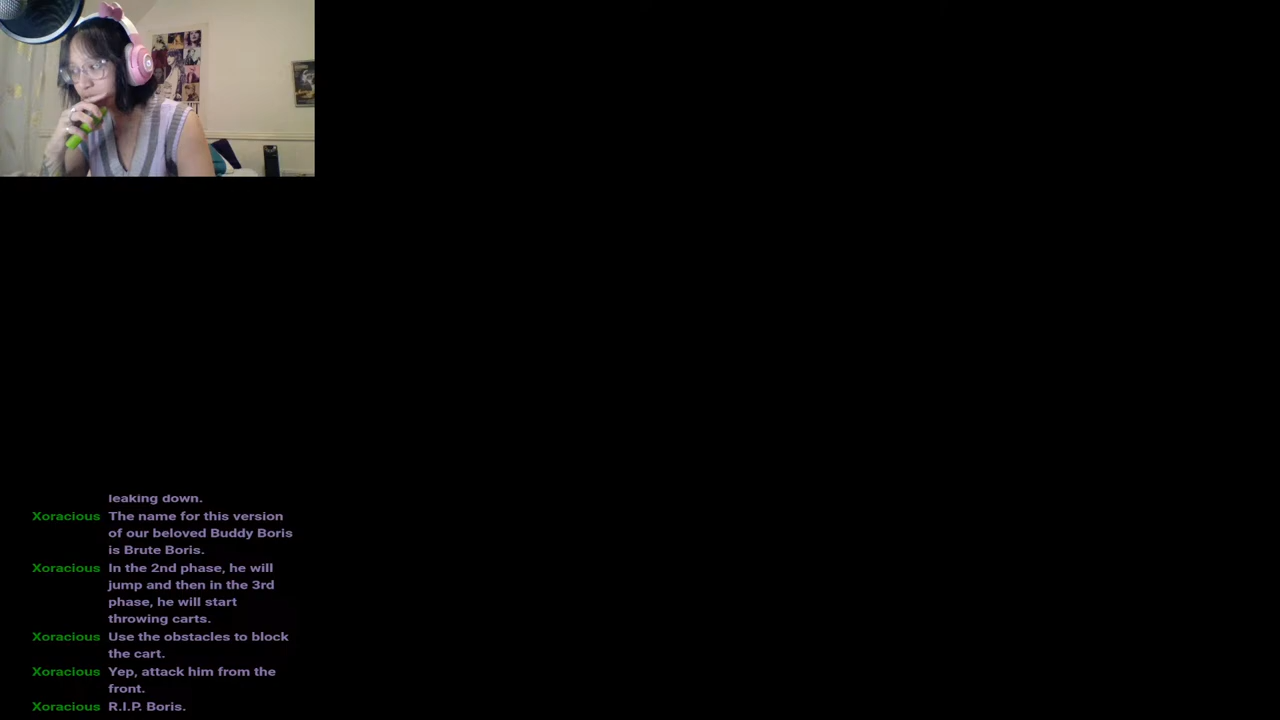 leaking down.
Xoracious The name for this version
of our beloved Buddy Boris
is Brute Boris.
Xoracious In the 2nd phase, he will
jump and then in the 3rd
phase, he will start
throwing carts.
Xoracious Use the obstacles to block
the cart.
Xoracious Yep, attack him from the
front.
Xoracious R.I.P. Boris.